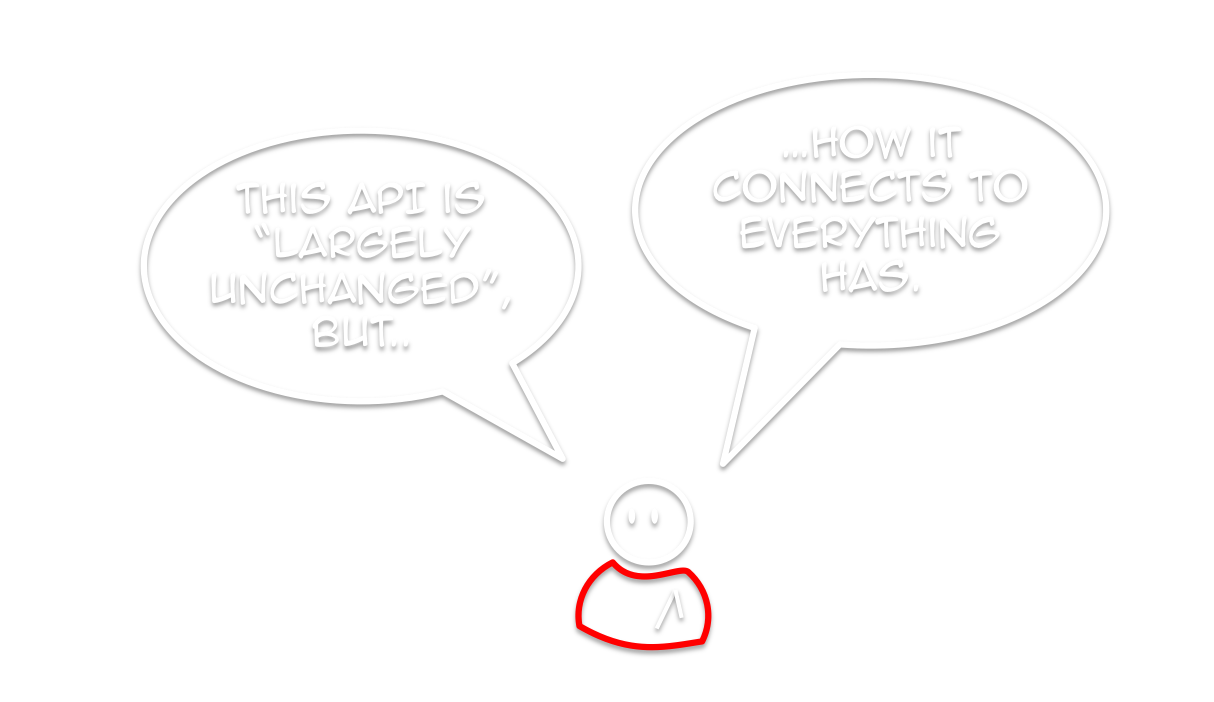 THIS API IS
“LARGELY
UNCHANGED”,
BUT..
...HOW IT
CONNECTS TO
EVERYTHING
HAS.